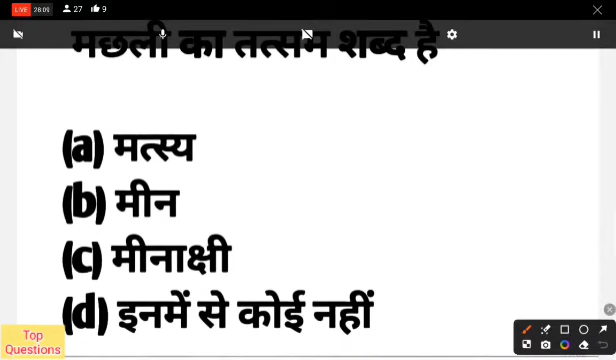 LIVE 28:09 27 9
मछली का तत्सम शब्द है
(a) मत्स्य
(b) मीन
(c) मीनाक्षी
(d) इनमें से कोई नहीं
Top
Questions